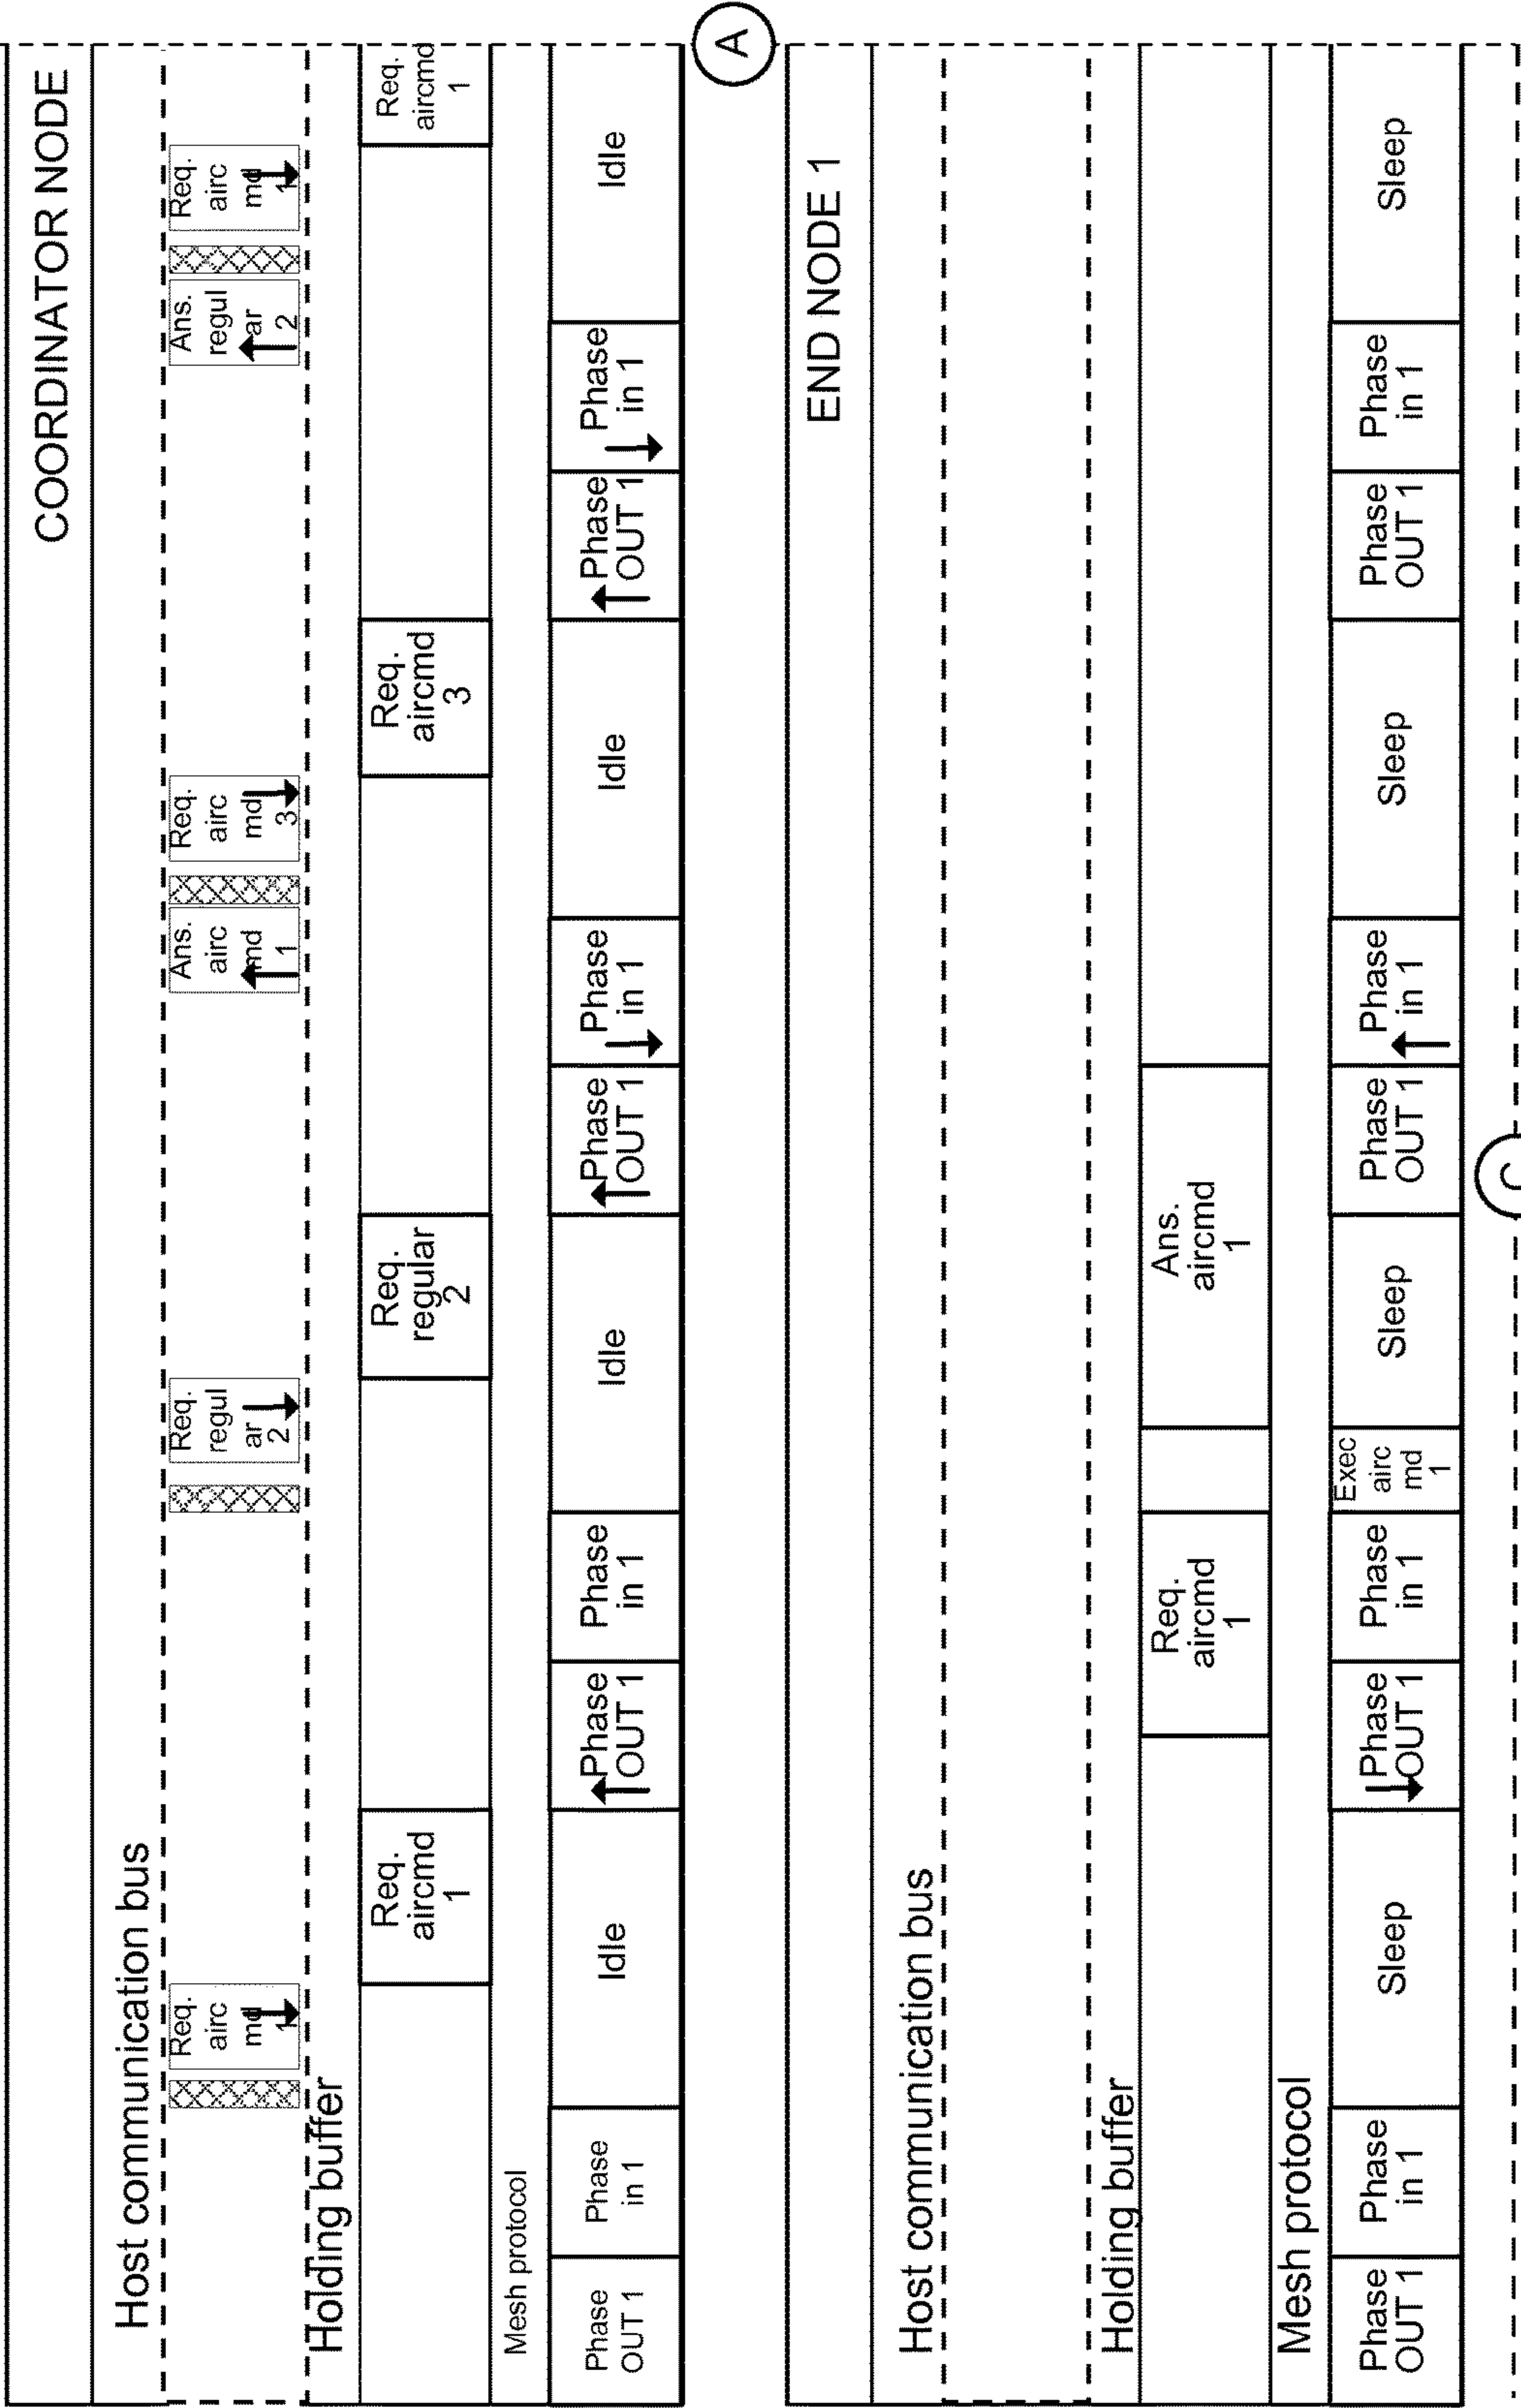 COORDINATOR NODE
Host communication bus
Req.
airc
md
1
Req.
regul
ar
2
Ans.
airc
md
1
Req.
airc
md
3
Ans.
regul
ar
2
Req.
airc
md
1
Holding buffer
Req.
aircmd
1
Req.
regular
2
Req.
aircmd
3
Req.
aircmd
1
Mesh protocol
Phase
OUT 1
Phase
in 1
Idle
Phase
OUT 1
Phase
in 1
Idle
Phase
OUT 1
Phase
in 1
Idle
Phase
OUT 1
Phase
in 1
Idle
A
END NODE 1
Host communication bus
Holding buffer
Req.
aircmd
1
Ans.
aircmd
1
Mesh protocol
Phase
OUT 1
Phase
in 1
Sleep
Phase
OUT 1
Phase
in 1
Exec
airc
md
1
Sleep
Phase
OUT 1
Phase
in 1
Sleep
Phase
OUT 1
Phase
in 1
Sleep